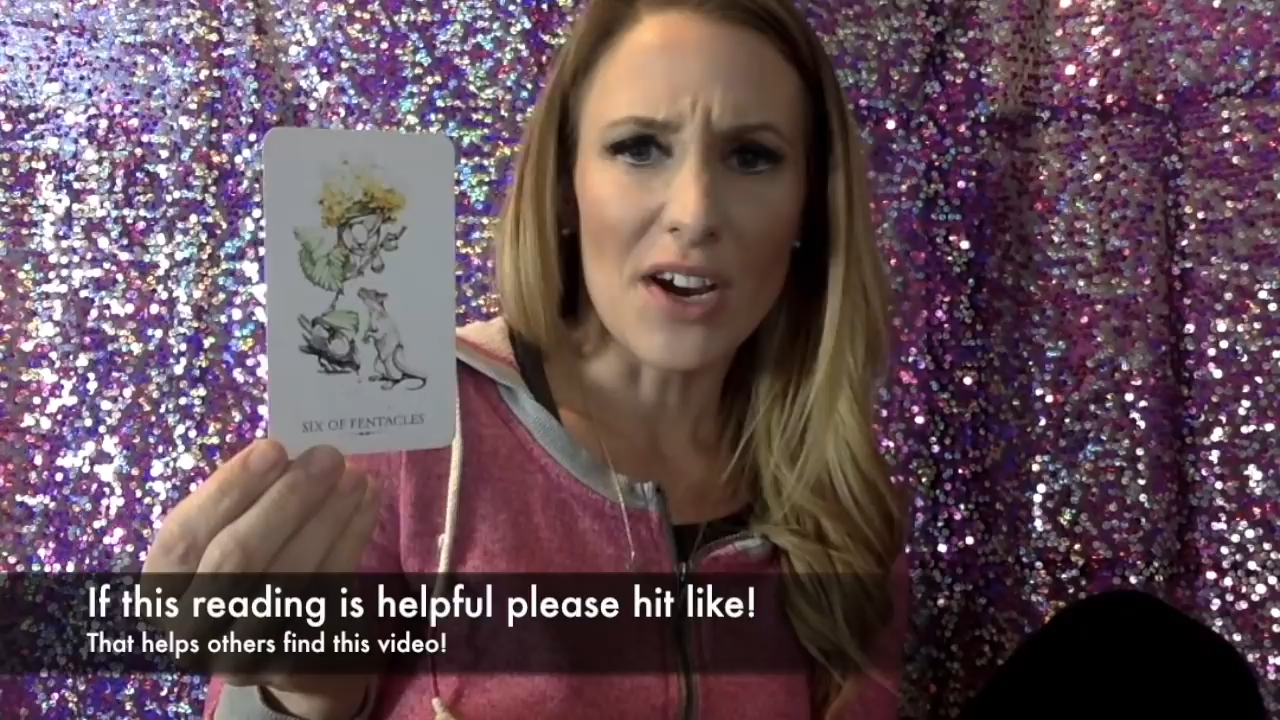 SIX OF PENTACLES
If this reading is helpful please hit like!
That helps others find this video!